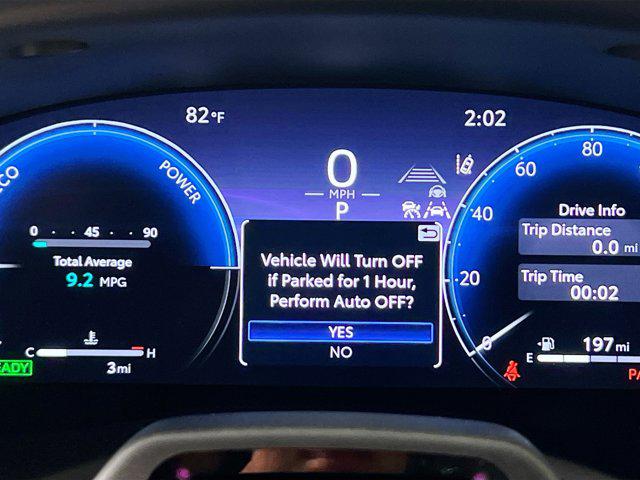 82°F
2:02
ECO
POWER
0
MPH
P
0 45 90
Total Average
9.2 MPG
C H
READY
3mi
Vehicle Will Turn OFF
if Parked for 1 Hour,
Perform Auto OFF?
YES
NO
80
60
40
20
0
Drive Info
Trip Distance
0.0 mi
Trip Time
00:02
197 mi
E
PA